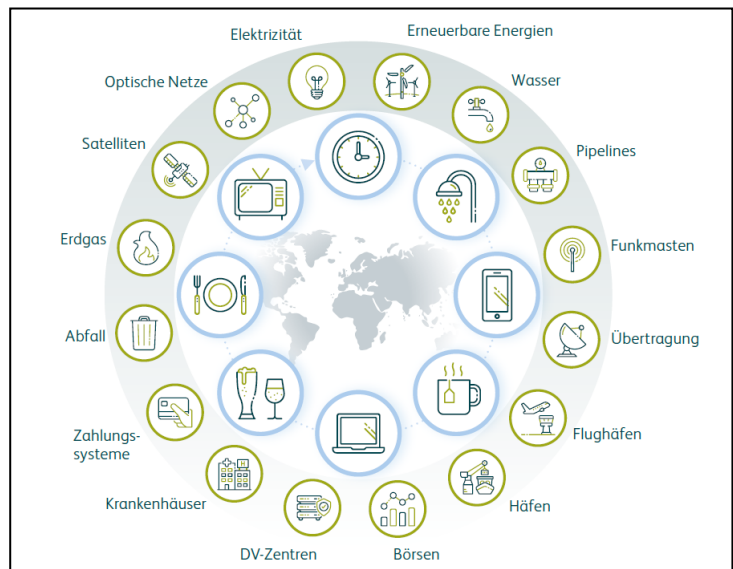 Elektrizität
Erneuerbare Energien
Optische Netze
Wasser
Satelliten
Pipelines
Erdgas
Funkmasten
Abfall
Übertragung
Zahlungs-
systeme
Flughäfen
Krankenhäuser
Häfen
DV-Zentren
Börsen